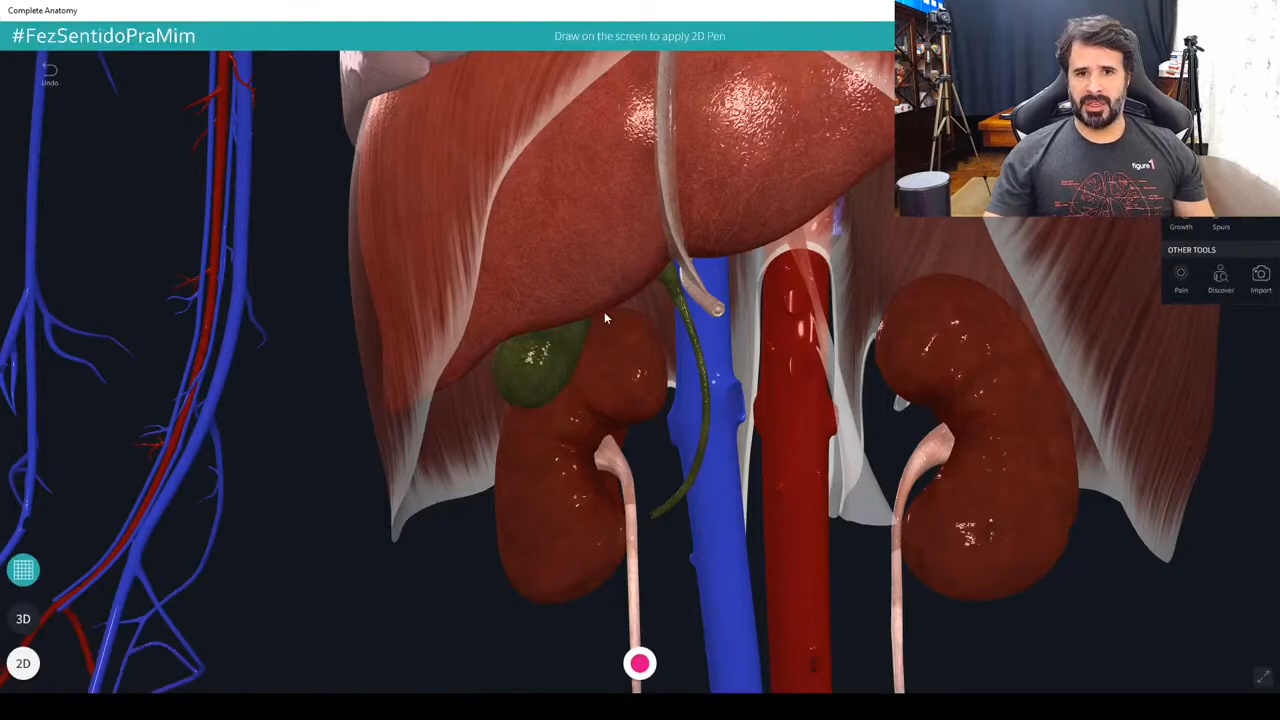 Complete Anatomy
#FezSentidoPraMim
Draw on the screen to apply 2D Pen
Undo
figure1
Growth
Spurs
OTHER TOOLS
Pain
Discover
Import
3D
2D